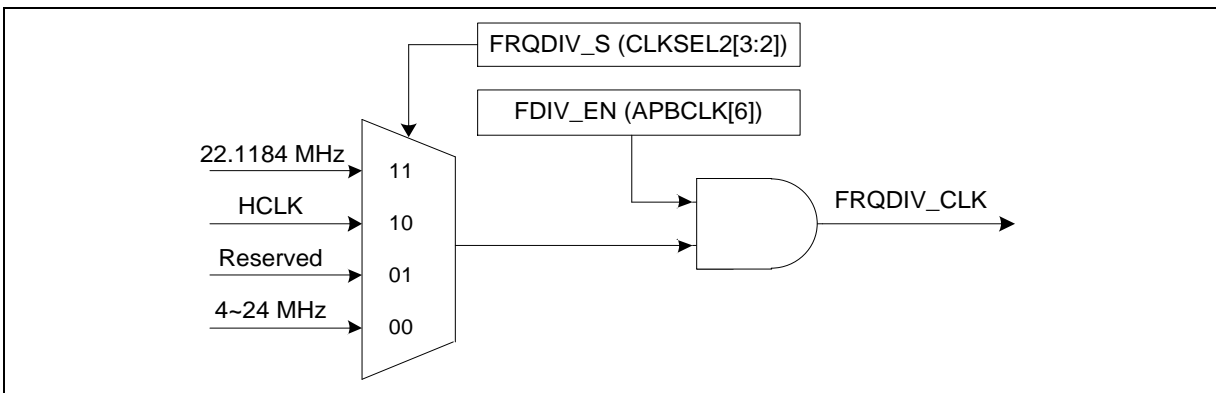 FRQDIV_S (CLKSEL2[3:2])
FDIV_EN (APBCLK[6])
22.1184 MHz
11
HCLK
10
FRQDIV_CLK
Reserved
01
4~24 MHz
00